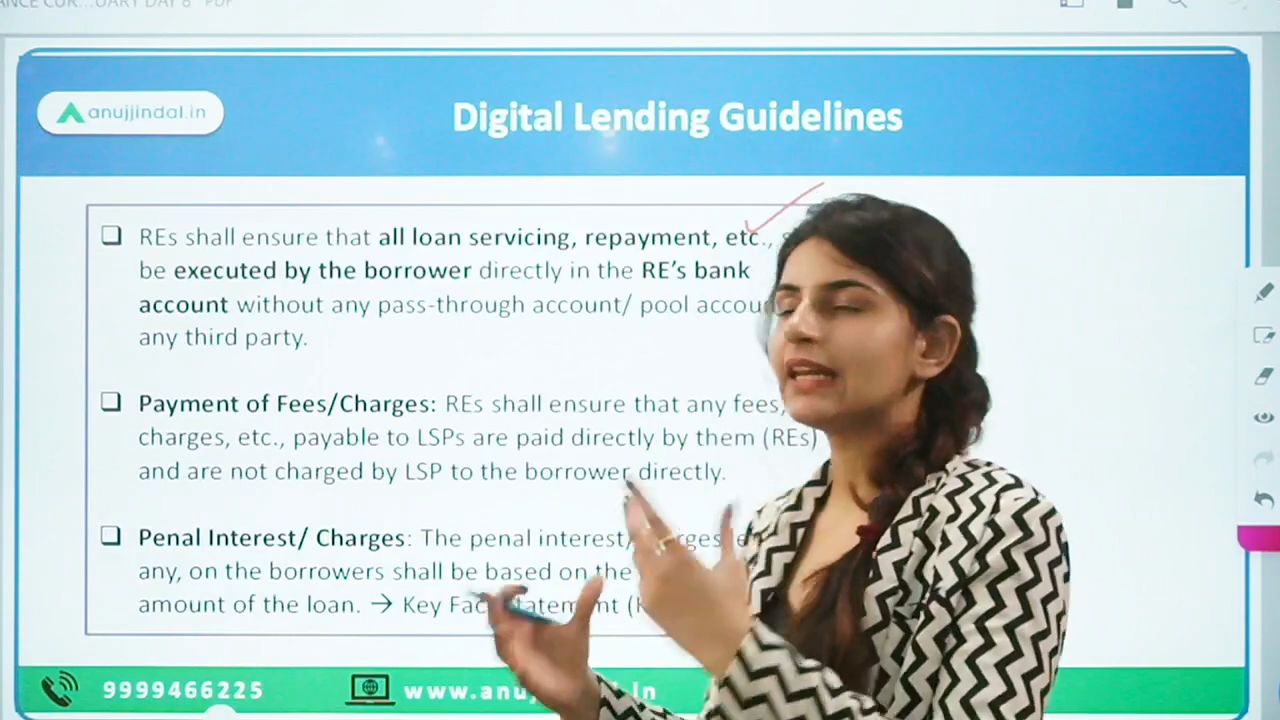 anujjindal.in
Digital Lending Guidelines
REs shall ensure that all loan servicing, repayment, etc.,
be executed by the borrower directly in the RE's bank
account without any pass-through account/ pool
any third party.
Payment of Fees/Charges: REs shall ensure that any fees,
charges, etc., payable to LSPs are paid directly by them (REs)
and are not charged by LSP to the borrower directly.
Penal Interest/ Charges: The penal interest/
any, on the borrowers shall be based on the
amount of the loan. → Key
9999466225